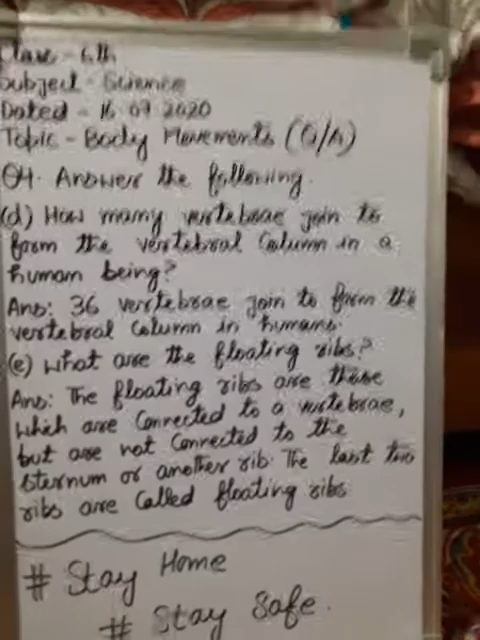 Class - 6th
Subject - Science
Dated - 16 07 2020
Topic - Body Movements (Q/A)
Q4. Answer the following.
(d) How many vertebrae join to
form the vertebral Column in a
human being?
Ans: 36 vertebrae join to form the
vertebral Column in humans.
(e) What are the floating ribs?
Ans: The floating ribs are those
which are Connected to a vertebrae,
but are not Connected to the
sternum or another rib. The last two
ribs are Called floating ribs
# Stay Home
# Stay Safe.